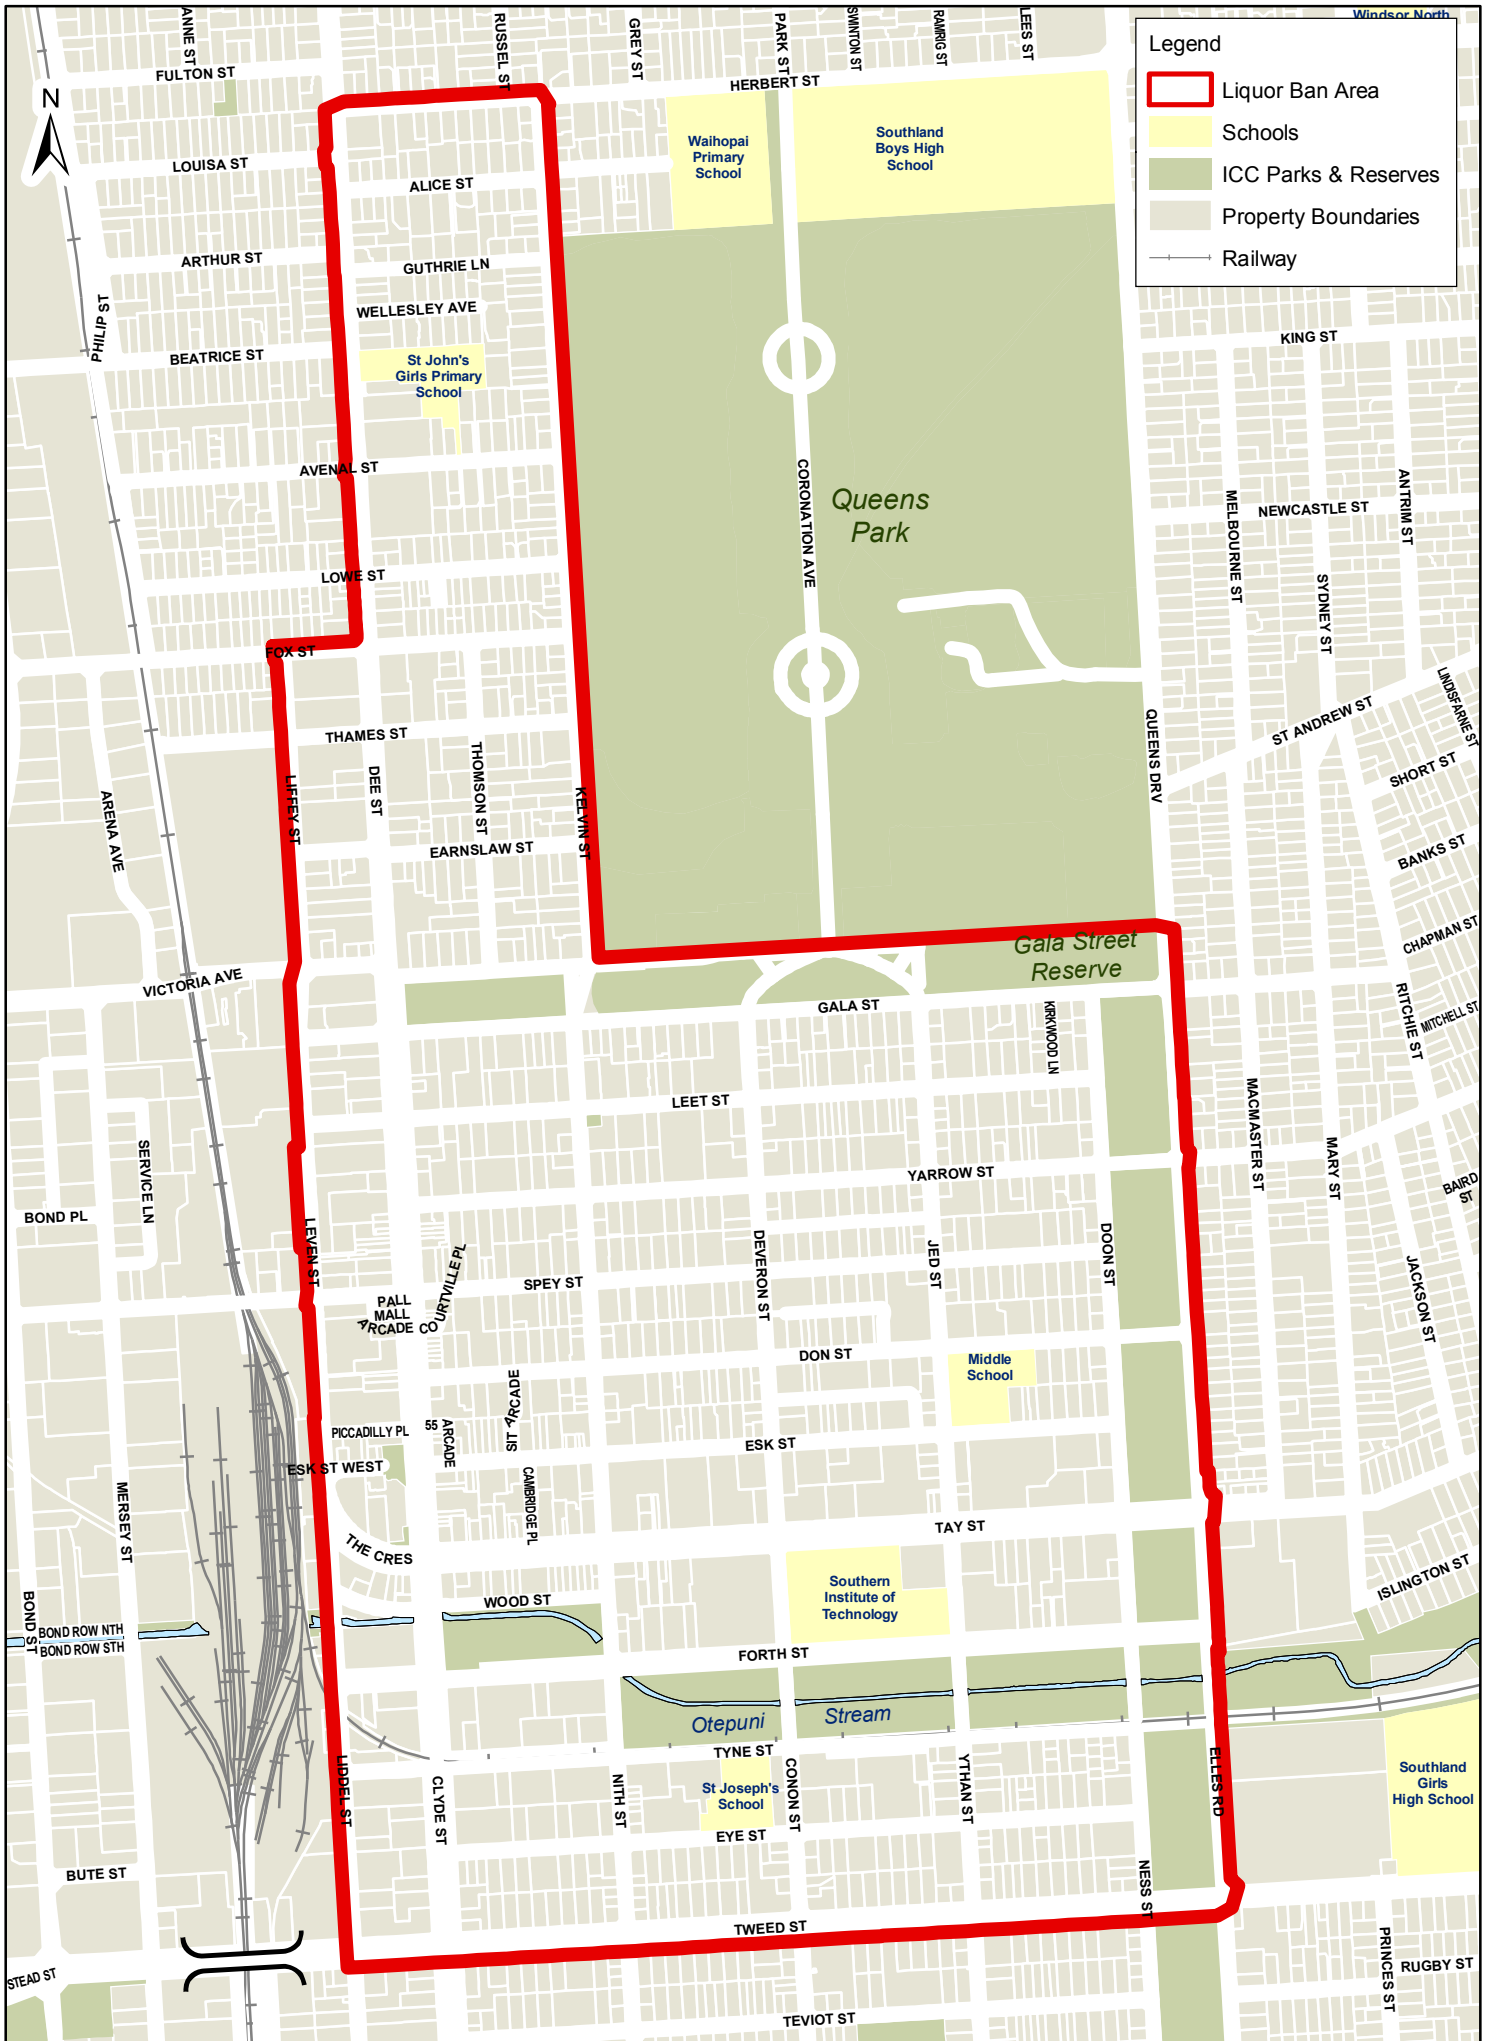 Windsor North
Legend
Liquor Ban Area
Schools
ICC Parks & Reserves
Property Boundaries
Railway
N
ANNE ST
RUSSEL ST
GREY ST
PARK ST
SWINTON ST
RAMRIG ST
LEES ST
FULTON ST
HERBERT ST
LOUISA ST
ALICE ST
Waihopai
Primary
School
Southland
Boys High
School
ARTHUR ST
GUTHRIE LN
WELLESLEY AVE
PHILIP ST
BEATRICE ST
St John's
Girls Primary
School
KING ST
AVENAL ST
CORONATION AVE
Queens
Park
MELBOURNE ST
NEWCASTLE ST
ANTRIM ST
LOWE ST
SYDNEY ST
FOX ST
THAMES ST
LIFFEY ST
DEE ST
THOMSON ST
KELVIN ST
QUEENS DRV
ST ANDREW ST
LINDISFARNE ST
SHORT ST
ARENA AVE
EARNSLAW ST
BANKS ST
CHAPMAN ST
VICTORIA AVE
Gala Street
Reserve
GALA ST
KIRKWOOD LN
RITCHIE ST
MITCHELL ST
LEET ST
MACMASTER ST
MARY ST
SERVICE LN
YARROW ST
BAIRD
ST
BOND PL
LEVEN ST
COURTVILLE PL
DEVERON ST
JED ST
DOON ST
SPEY ST
JACKSON ST
PALL
MALL
ARCADE
DON ST
Middle
School
PICCADILLY PL
55
ARCADE
SIT ARCADE
ESK ST
ESK ST WEST
CAMBRIDGE PL
MERSEY ST
TAY ST
THE CRES
WOOD ST
Southern
Institute of
Technology
ISLINGTON ST
BOND ST
BOND ROW NTH
BOND ROW STH
FORTH ST
Otepuni
Stream
TYNE ST
LIDDEL ST
CLYDE ST
NITH ST
St Joseph's
School
CONON ST
YTHAN ST
ELLES RD
Southland
Girls
High School
EYE ST
BUTE ST
NESS ST
TWEED ST
STEAD ST
PRINCES ST
RUGBY ST
TEVIOT ST